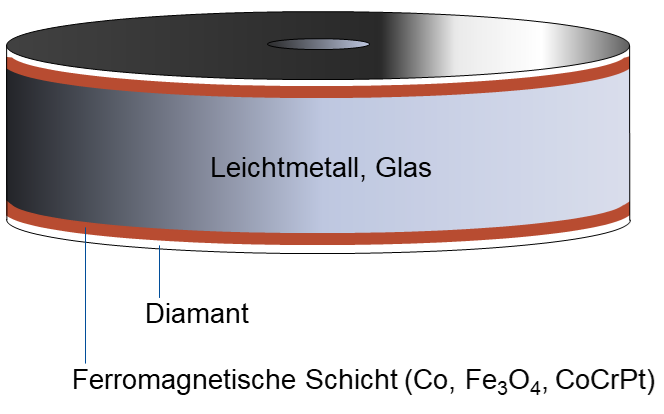 Leichtmetall, Glas
Diamant
Ferromagnetische Schicht (Co, Fe₃O₄, CoCrPt)